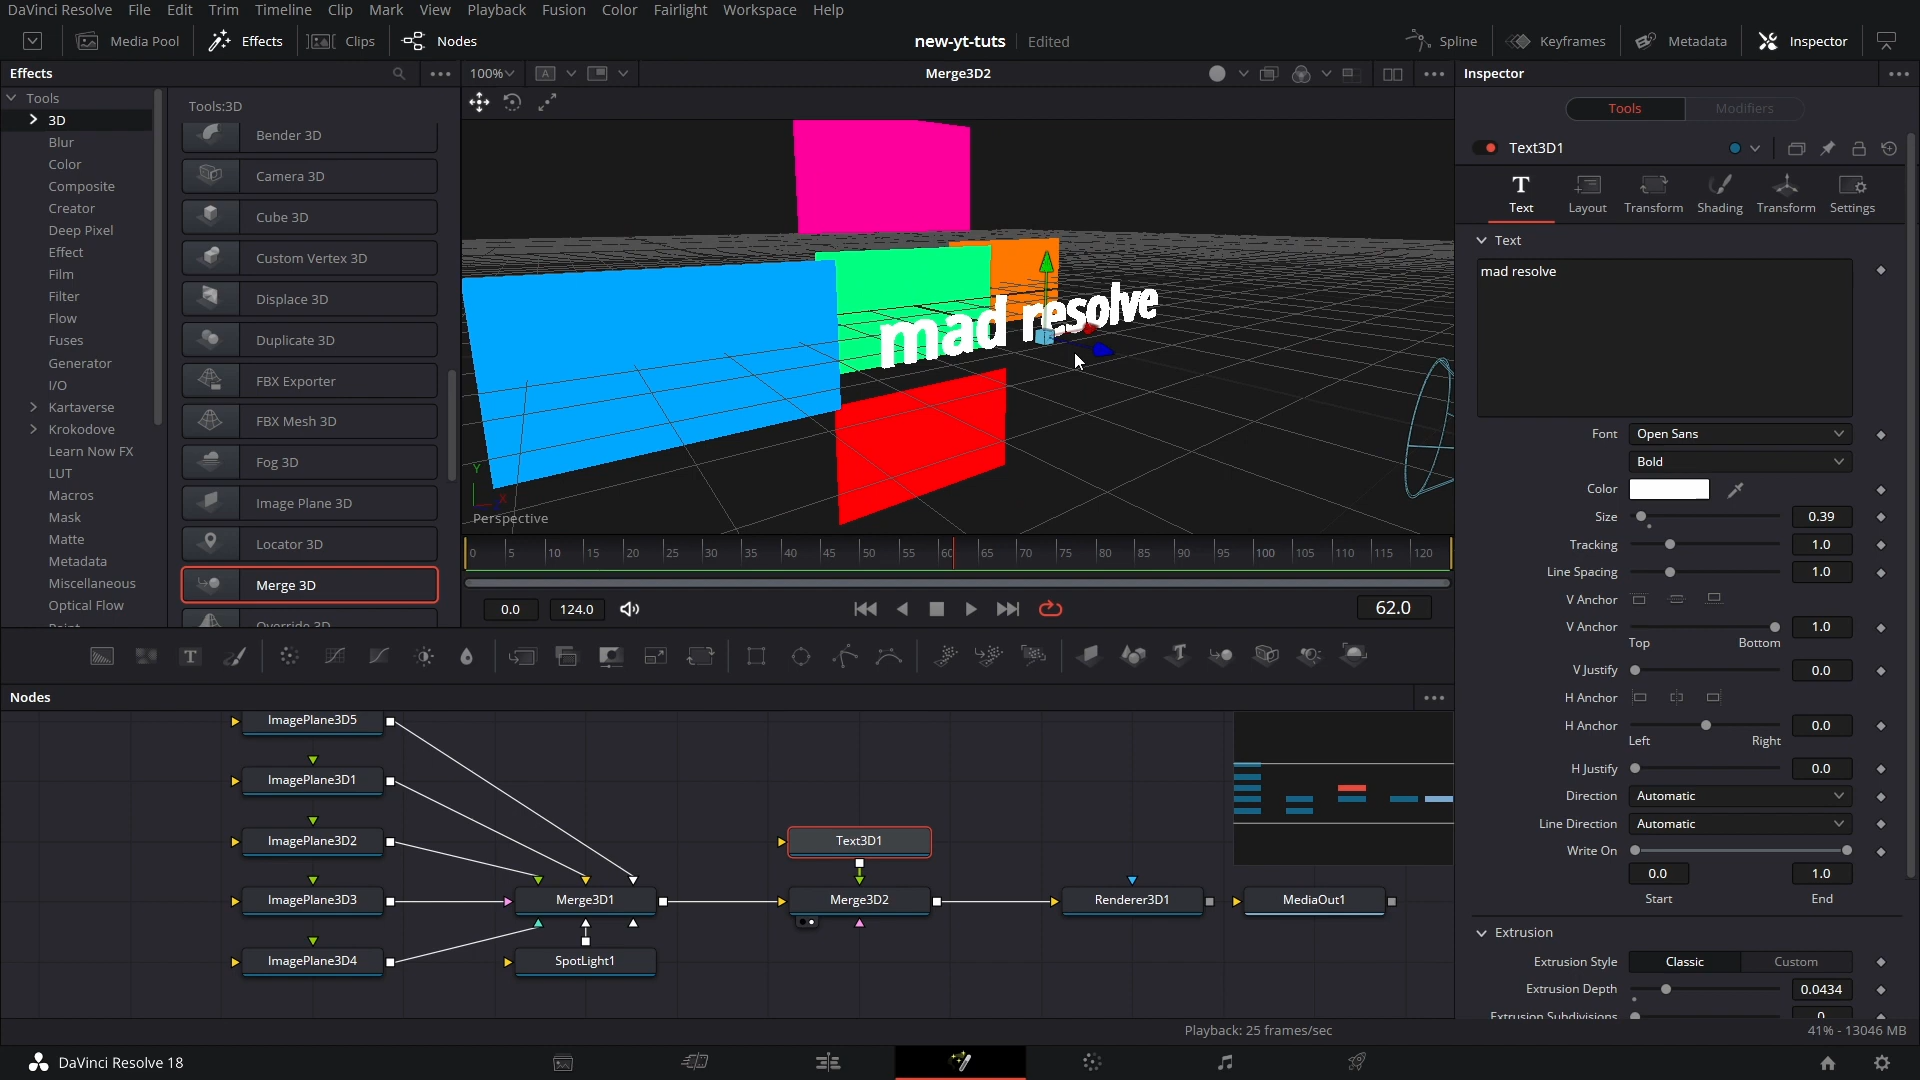 DaVinci Resolve File Edit Trim Timeline Clip Mark View Playback Fusion Color Fairlight Workspace Help
Media Pool Effects Clips Nodes new-yt-tuts Edited Spline Keyframes Metadata Inspector
Effects 100% A Merge3D2 Inspector
Tools
3D
Blur
Color
Composite
Creator
Deep Pixel
Effect
Film
Filter
Flow
Fuses
Generator
I/O
Kartaverse
Krokodove
Learn Now FX
LUT
Macros
Mask
Matte
Metadata
Miscellaneous
Optical Flow
Tools:3D
Bender 3D
Camera 3D
Cube 3D
Custom Vertex 3D
Displace 3D
Duplicate 3D
FBX Exporter
FBX Mesh 3D
Fog 3D
Image Plane 3D
Locator 3D
Merge 3D
Override 3D
mad resolve
Y
X
Perspective
0 5 10 15 20 25 30 35 40 45 50 55 60 65 70 75 80 85 90 95 100 105 110 115 120
0.0 124.0 62.0
Tools Modifiers
Text3D1
T
Text Layout Transform Shading Transform Settings
Text
mad resolve
Font Open Sans
Bold
Color
Size 0.39
Tracking 1.0
Line Spacing 1.0
V Anchor
V Anchor 1.0
Top Bottom
V Justify 0.0
H Anchor
H Anchor 0.0
Left Right
H Justify 0.0
Direction Automatic
Line Direction Automatic
Write On
0.0 1.0
Start End
Extrusion
Extrusion Style Classic Custom
Extrusion Depth 0.0434
Extrusion Subdivisions 0
Nodes
ImagePlane3D5
ImagePlane3D1
ImagePlane3D2
ImagePlane3D3
ImagePlane3D4
Text3D1
Merge3D1 Merge3D2 Renderer3D1 MediaOut1
SpotLight1
Playback: 25 frames/sec 41% - 13046 MB
DaVinci Resolve 18